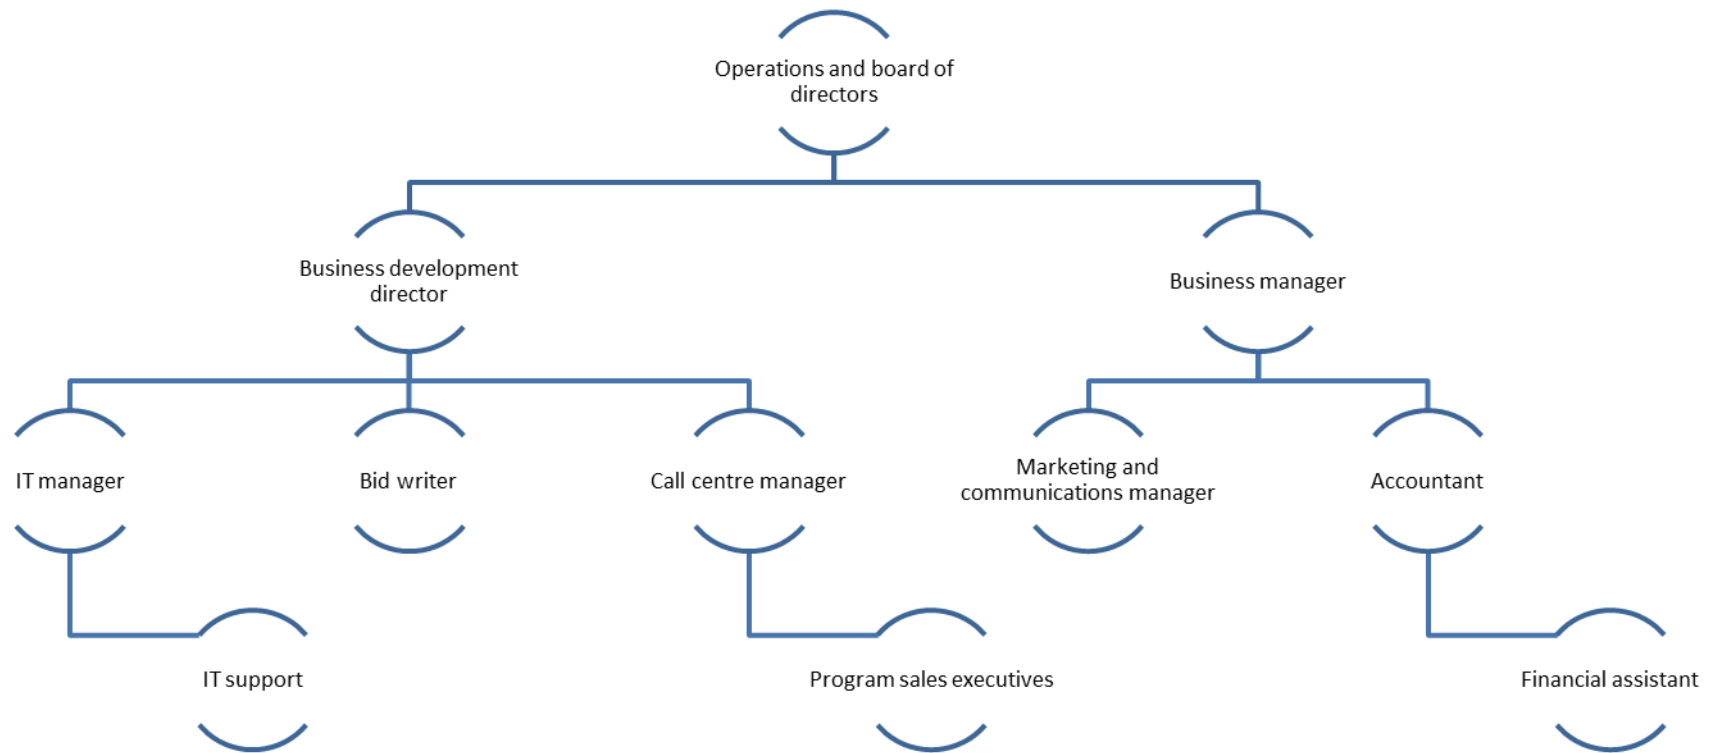 Operations and board of
directors
Business development
director
Business manager
IT manager
Bid writer
Call centre manager
Marketing and
communications manager
Accountant
IT support
Program sales executives
Financial assistant